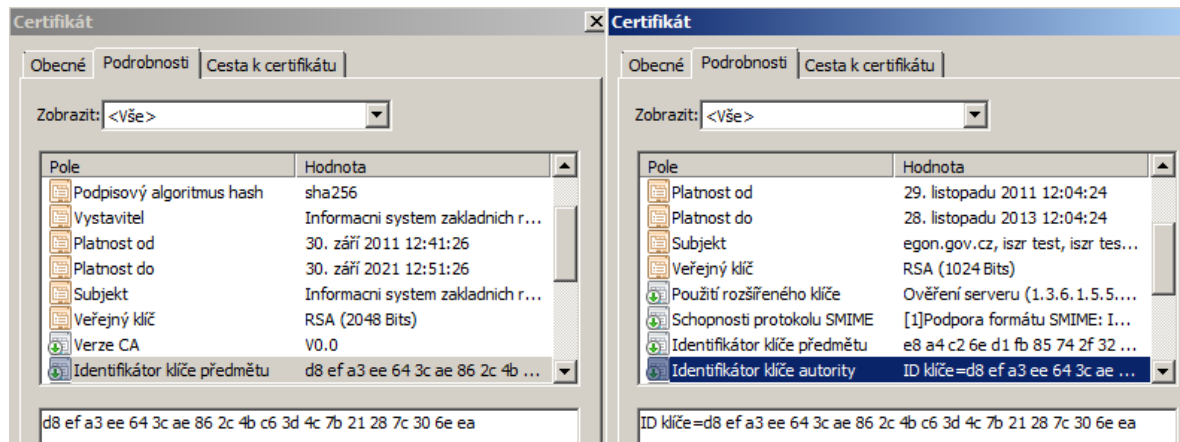 Certifikát
Obecné Podrobnosti Cesta k certifikátu
Zobrazit: <Vše>
Pole Hodnota
Podpisový algoritmus hash sha256
Vystavitel Informacni system zakladnich r...
Platnost od 30. září 2011 12:41:26
Platnost do 30. září 2021 12:51:26
Subjekt Informacni system zakladnich r...
Veřejný klíč RSA (2048 Bits)
Verze CA V0.0
Identifikátor klíče předmětu d8 ef a3 ee 64 3c ae 86 2c 4b ...
d8 ef a3 ee 64 3c ae 86 2c 4b c6 3d 4c 7b 21 28 7c 30 6e ea
Certifikát
Obecné Podrobnosti Cesta k certifikátu
Zobrazit: <Vše>
Pole Hodnota
Platnost od 29. listopadu 2011 12:04:24
Platnost do 28. listopadu 2013 12:04:24
Subjekt egon.gov.cz, iszr test, iszr tes...
Veřejný klíč RSA (1024 Bits)
Použití rozšířeného klíče Ověření serveru (1.3.6.1.5.5....
Schopnosti protokolu SMIME [1]Podpora formátu SMIME: I...
Identifikátor klíče předmětu e8 a4 c2 6e d1 fb 85 74 2f 32 ...
Identifikátor klíče autority ID klíče=d8 ef a3 ee 64 3c ae ...
ID klíče=d8 ef a3 ee 64 3c ae 86 2c 4b c6 3d 4c 7b 21 28 7c 30 6e ea